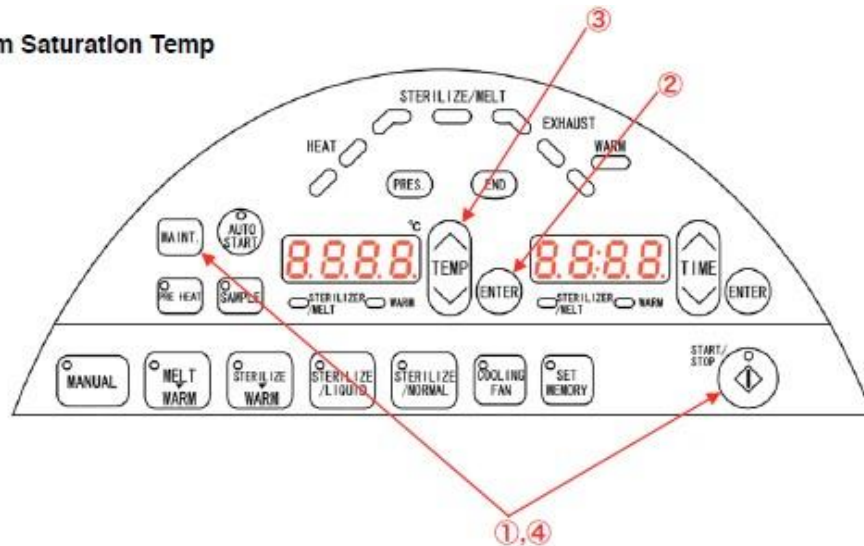 m Saturation Temp
③
②
STERILIZE/MELT
HEAT
EXHAUST
WARM
PRES.
END
MAINT.
AUTO
START
℃
8.8.8.8
TEMP
ENTER
8.8:8.8
TIME
ENTER
PRE HEAT
SAMPLE
STERILIZER
/MELT
WARM
STERILIZER
/MELT
WARM
MANUAL
MELT
WARM
STERILIZE
WARM
STERILIZE
/LIQUID
STERILIZE
/NORMAL
COOLING
FAN
SET
MEMORY
START/
STOP
①,④